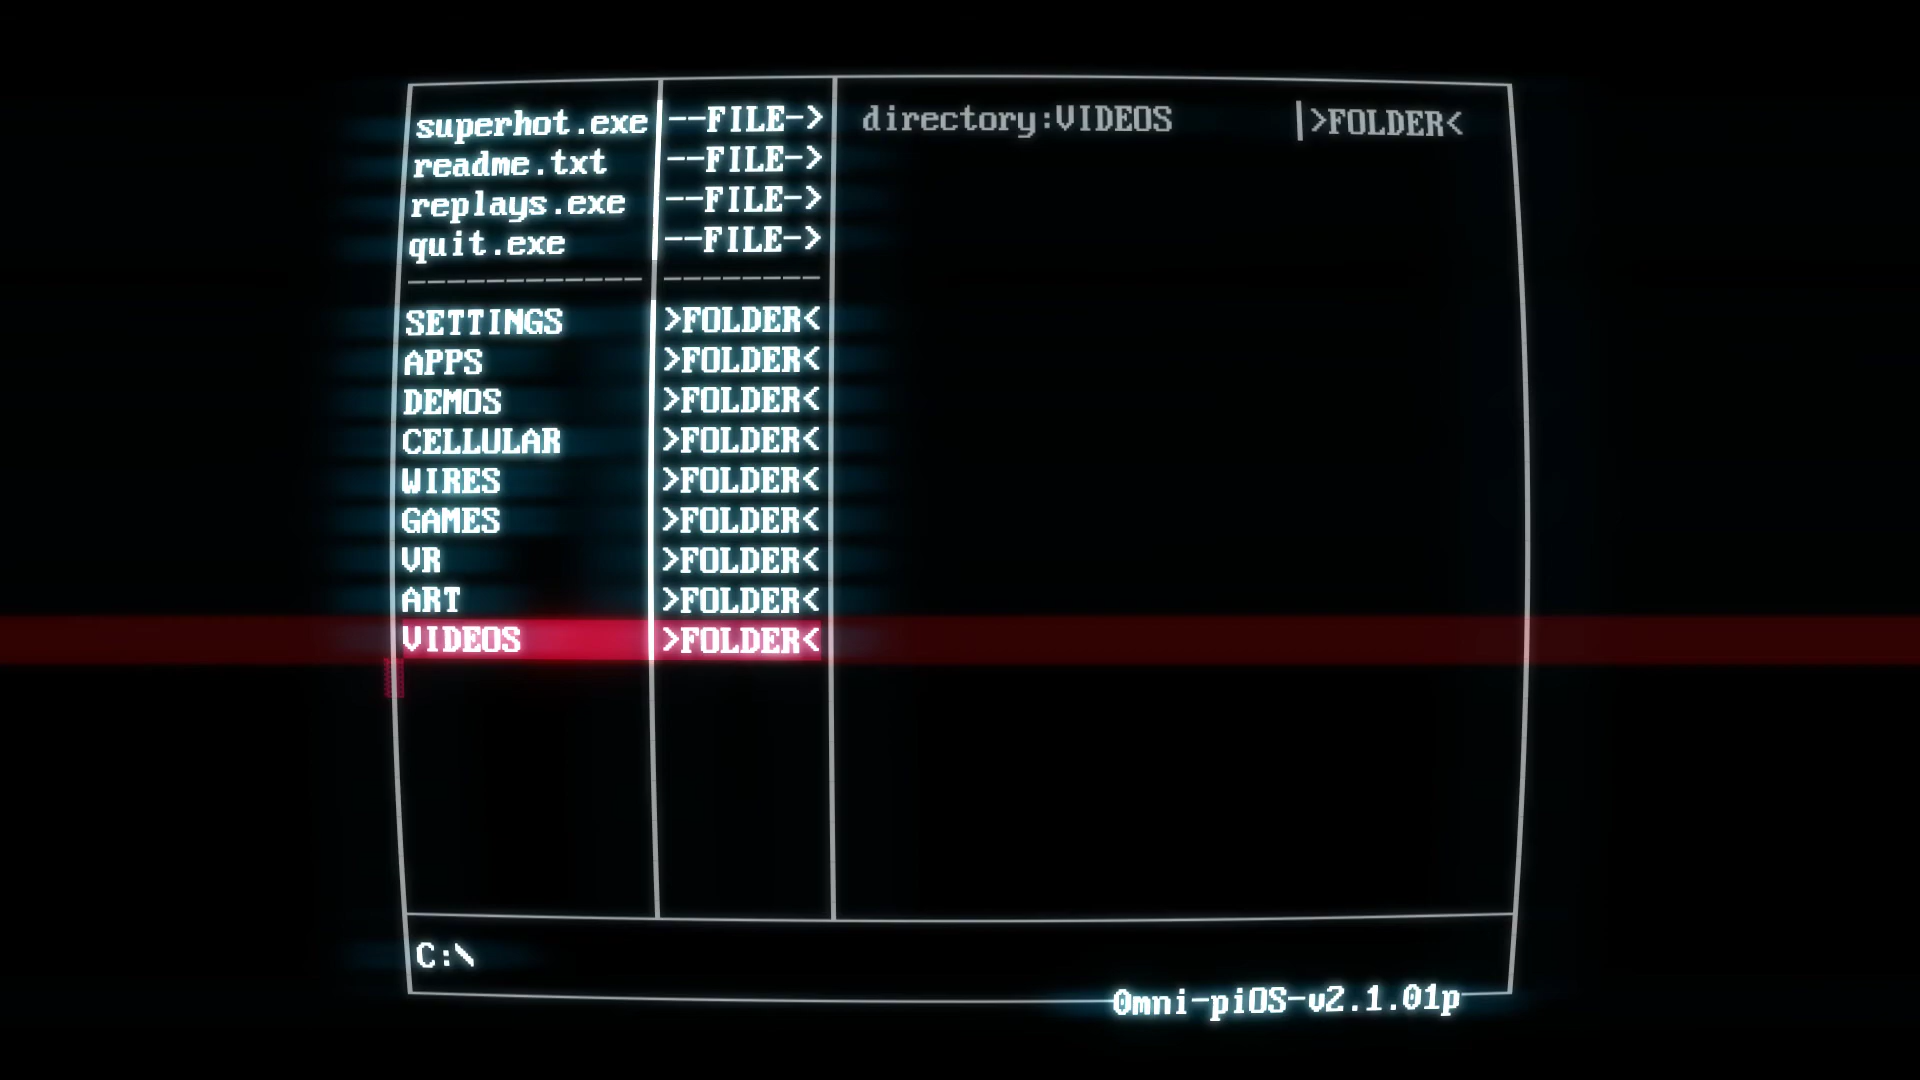 superhot.exe --FILE-> directory:VIDEOS |>FOLDER<
readme.txt --FILE->
replays.exe --FILE->
quit.exe --FILE->
SETTINGS >FOLDER<
APPS >FOLDER<
DEMOS >FOLDER<
CELLULAR >FOLDER<
WIRES >FOLDER<
GAMES >FOLDER<
VR >FOLDER<
ART >FOLDER<
VIDEOS >FOLDER<
C:\
0mni-piOS-v2.1.01p